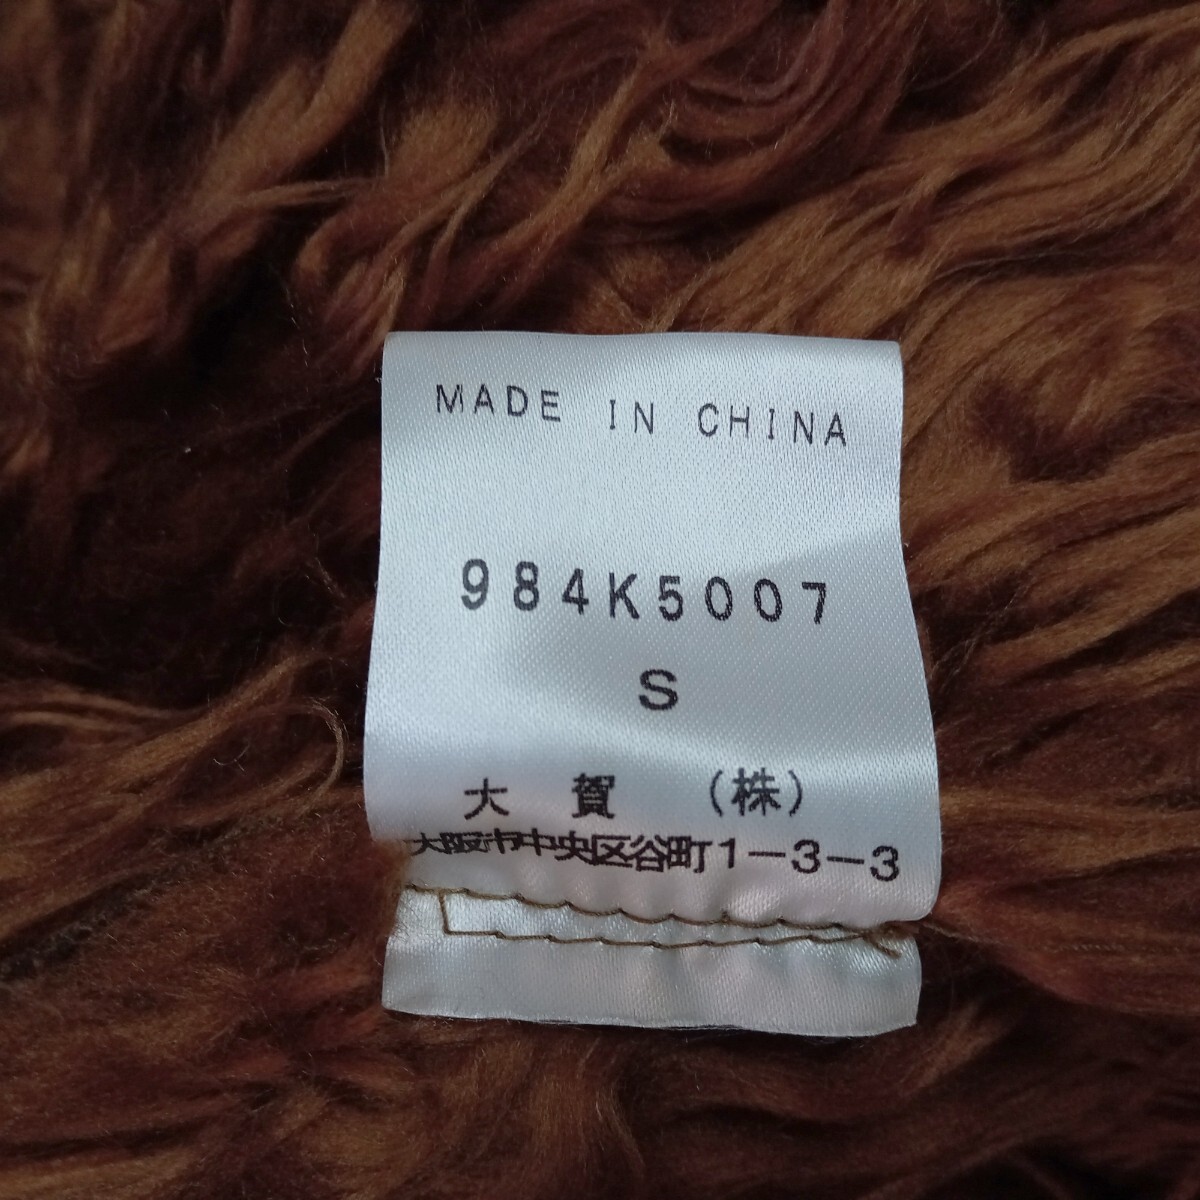 MADE IN CHINA
984K5007
S
大賀 (株)
大阪市中央区谷町1-3-3